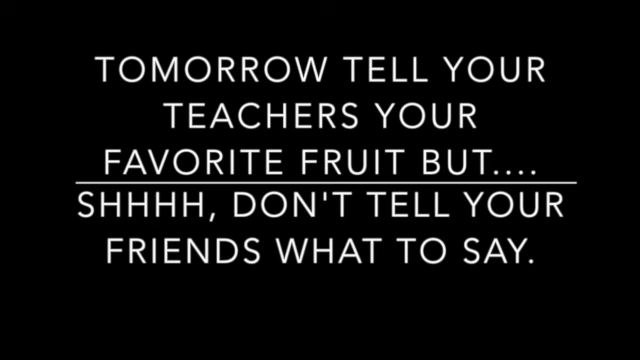 TOMORROW TELL YOUR
TEACHERS YOUR
FAVORITE FRUIT BUT....
SHHHH, DON'T TELL YOUR
FRIENDS WHAT TO SAY.